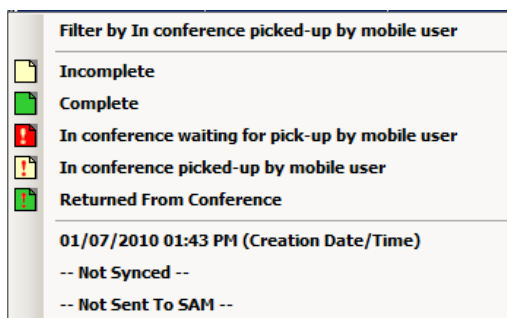 Filter by In conference picked-up by mobile user
Incomplete
Complete
In conference waiting for pick-up by mobile user
In conference picked-up by mobile user
Returned From Conference
01/07/2010 01:43 PM (Creation Date/Time)
-- Not Synced --
-- Not Sent To SAM --